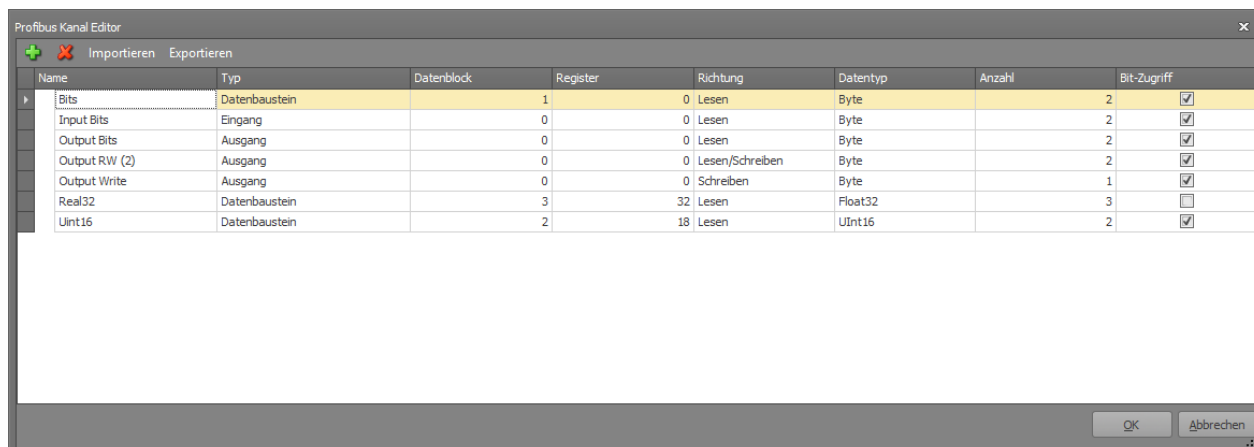 Profibus Kanal Editor
Importieren Exportieren
Name Typ Datenblock Register Richtung Datentyp Anzahl Bit-Zugriff
Bits Datenbaustein 1 0 Lesen Byte 2
Input Bits Eingang 0 0 Lesen Byte 2
Output Bits Ausgang 0 0 Lesen Byte 2
Output RW (2) Ausgang 0 0 Lesen/Schreiben Byte 2
Output Write Ausgang 0 0 Schreiben Byte 1
Real32 Datenbaustein 3 32 Lesen Float32 3
Uint16 Datenbaustein 2 18 Lesen UInt16 2
OK Abbrechen